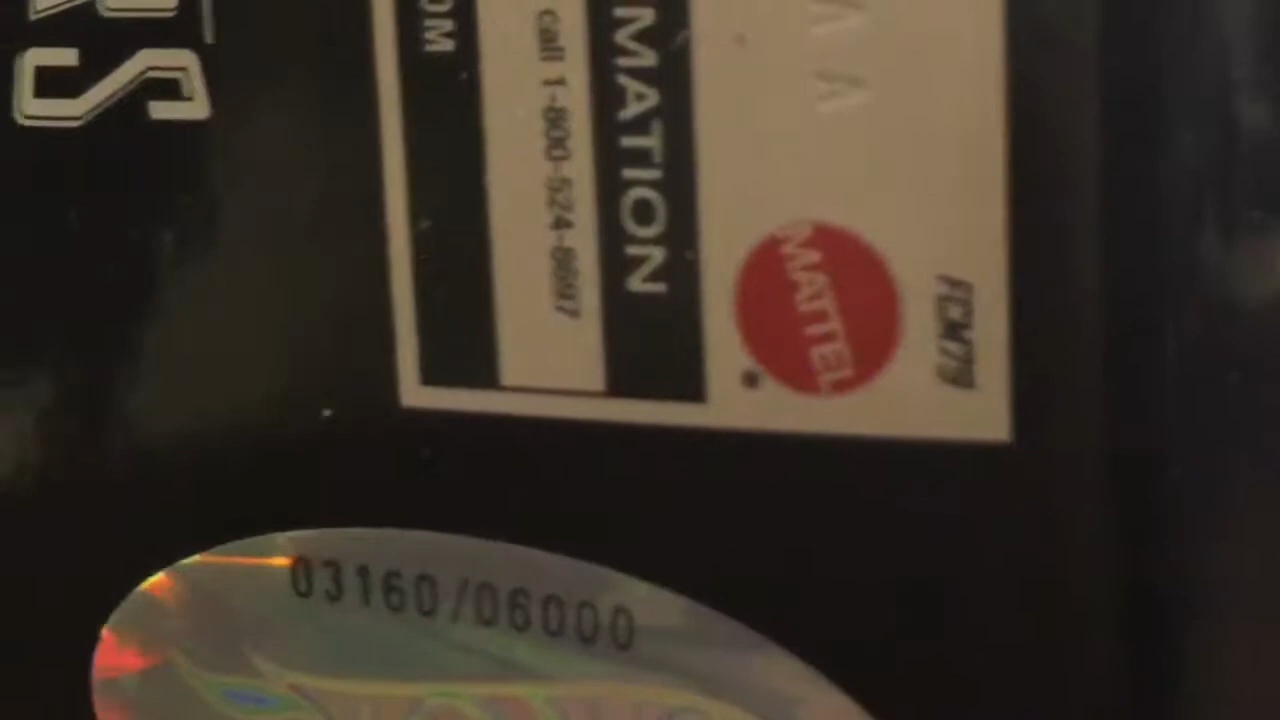 FCM79
MATTEL
MATION
call 1-800-524-8697
OM
S
03160/06000